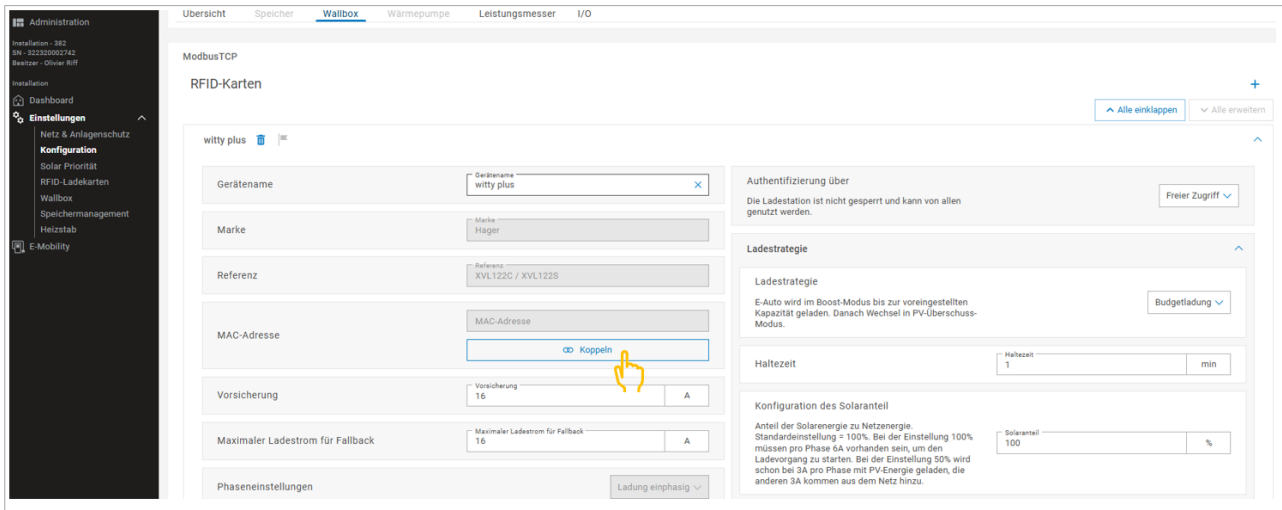 Administration
Installation - 382
SN - 322320002742
Besitzer - Olivier Riff
Installation
Dashboard
Einstellungen
Netz & Anlagenschutz
Konfiguration
Solar Priorität
RFID-Ladekarten
Wallbox
Speichermanagement
Heizstab
E-Mobility
Übersicht Speicher Wallbox Wärmepumpe Leistungsmesser I/O
ModbusTCP
RFID-Karten
Alle einklappen Alle erweitern
witty plus
Gerätename
Gerätename
witty plus
Marke
Marke
Hager
Referenz
Referenz
XVL122C / XVL122S
MAC-Adresse
MAC-Adresse
Koppeln
Vorsicherung
Vorsicherung
16 A
Maximaler Ladestrom für Fallback
Maximaler Ladestrom für Fallback
16 A
Phaseneinstellungen
Ladung einphasig
Authentifizierung über
Die Ladestation ist nicht gesperrt und kann von allen
genutzt werden.
Freier Zugriff
Ladestrategie
Ladestrategie
E-Auto wird im Boost-Modus bis zur voreingestellten
Kapazität geladen. Danach Wechsel in PV-Überschuss-
Modus.
Budgetladung
Haltezeit
Haltezeit
1 min
Konfiguration des Solaranteil
Anteil der Solarenergie zu Netzenergie.
Standardeinstellung = 100%. Bei der Einstellung 100%
müssen pro Phase 6A vorhanden sein, um den
Ladevorgang zu starten. Bei der Einstellung 50% wird
schon bei 3A pro Phase mit PV-Energie geladen, die
anderen 3A kommen aus dem Netz hinzu.
Solaranteil
100 %